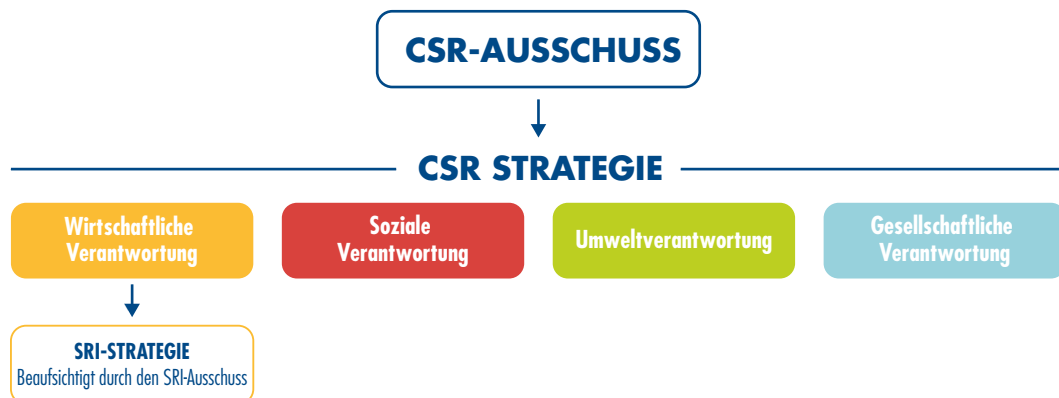 CSR-AUSSCHUSS
CSR STRATEGIE
Wirtschaftliche
Verantwortung
Soziale
Verantwortung
Umweltverantwortung
Gesellschaftliche
Verantwortung
SRI-STRATEGIE
Beaufsichtigt durch den SRI-Ausschuss